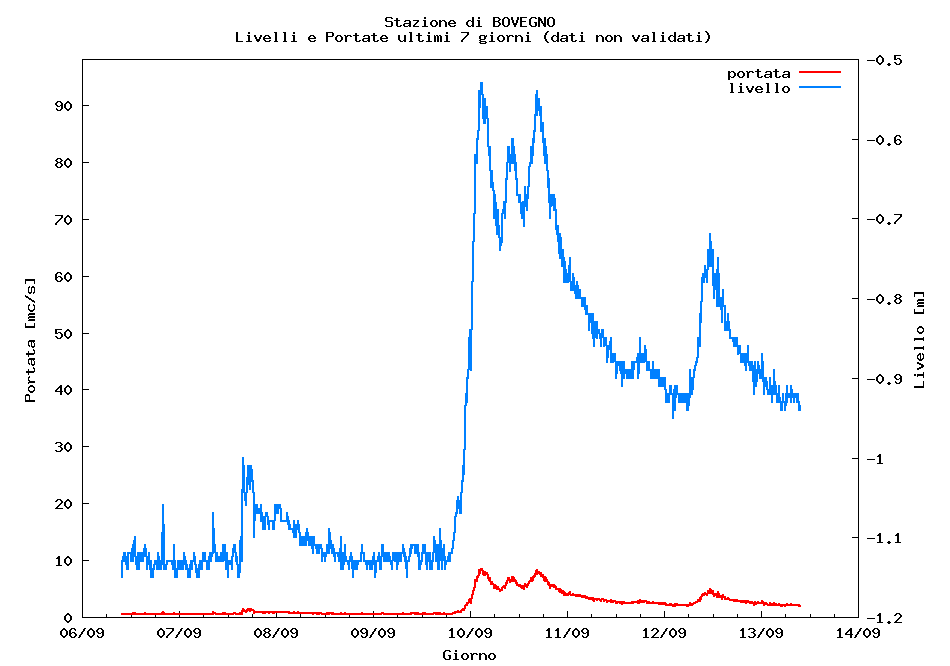 Stazione di BOVEGNO
Livelli e Portate ultimi 7 giorni (dati non validati)
portata
livello
90
80
70
60
50
40
30
20
10
0
Portata [mc/s]
-0.5
-0.6
-0.7
-0.8
-0.9
-1
-1.1
-1.2
Livello [m]
06/09 07/09 08/09 09/09 10/09 11/09 12/09 13/09 14/09
Giorno